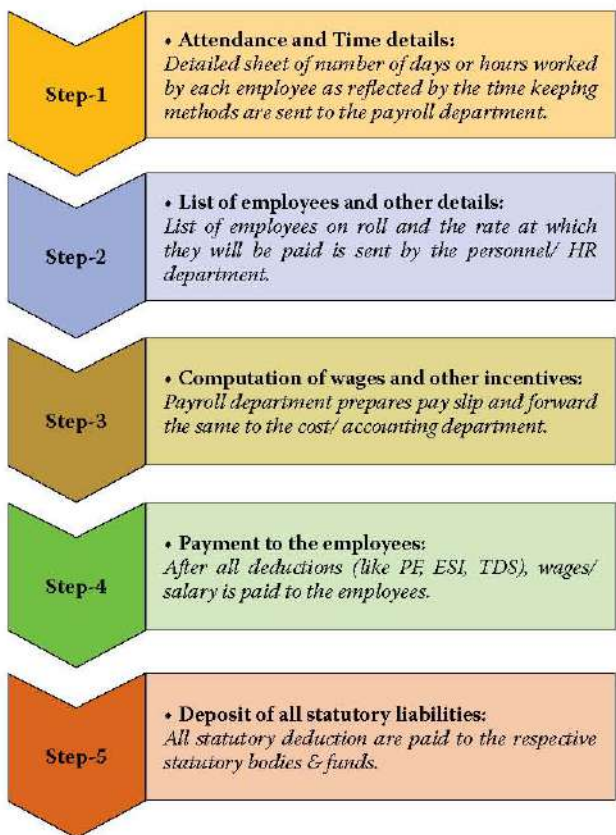 Step-1
• Attendance and Time details:
Detailed sheet of number of days or hours worked
by each employee as reflected by the time keeping
methods are sent to the payroll department.
Step-2
• List of employees and other details:
List of employees on roll and the rate at which
they will be paid is sent by the personnel/ HR
department.
Step-3
• Computation of wages and other incentives:
Payroll department prepares pay slip and forward
the same to the cost/ accounting department.
Step-4
• Payment to the employees:
After all deductions (like PF, ESI, TDS), wages/
salary is paid to the employees.
Step-5
• Deposit of all statutory liabilities:
All statutory deduction are paid to the respective
statutory bodies & funds.